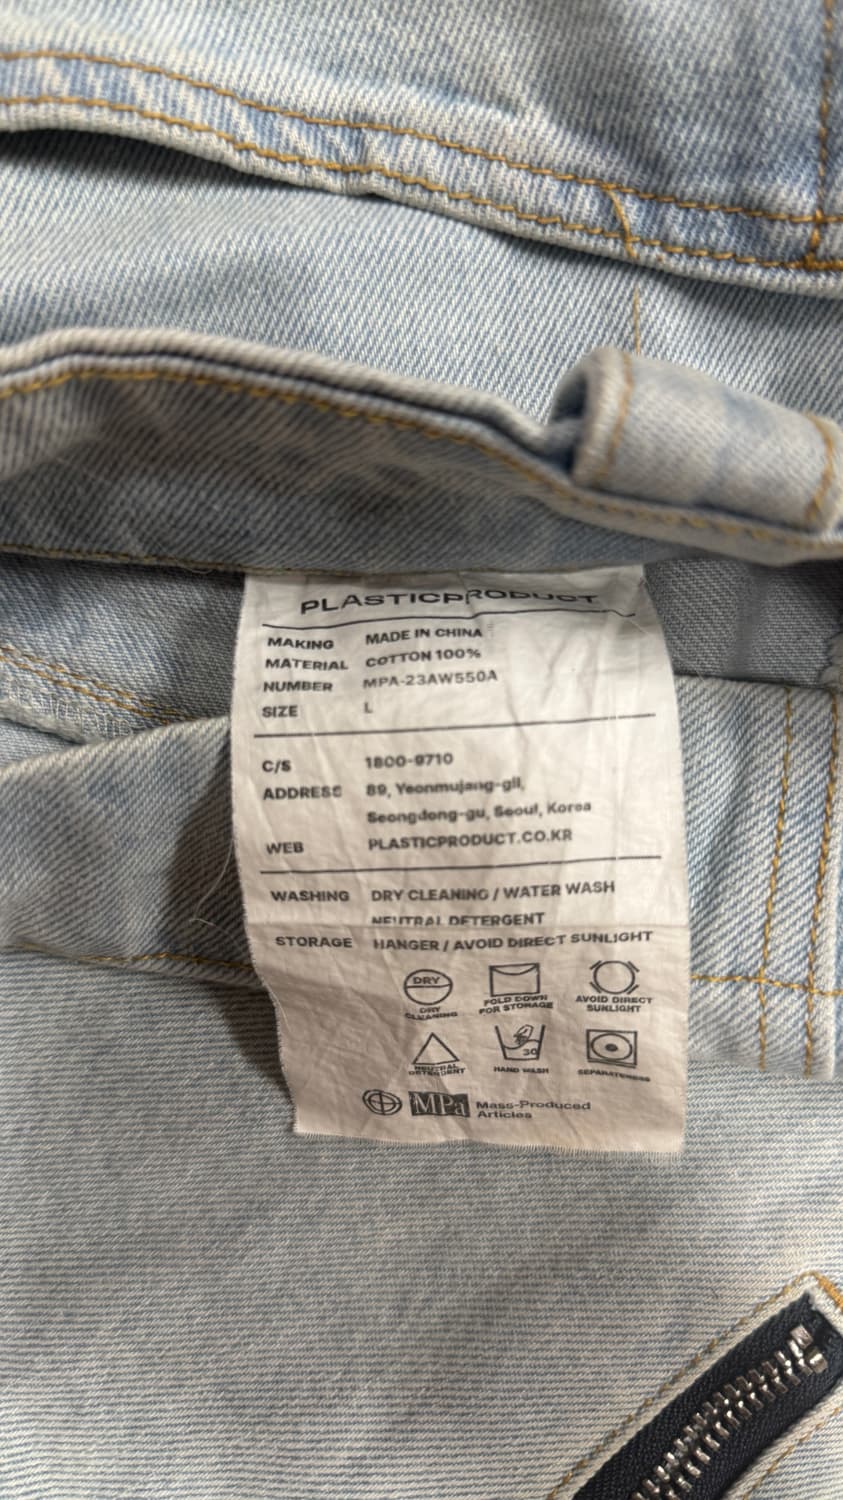 PLASTICPRODUCT
MAKING MADE IN CHINA
MATERIAL COTTON 100%
NUMBER MPA-23AW550A
SIZE L
C/S 1800-9710
ADDRESS 89, Yeonmujang-gil,
Seongdong-gu, Seoul, Korea
WEB PLASTICPRODUCT.CO.KR
WASHING DRY CLEANING / WATER WASH
NEUTRAL DETERGENT
STORAGE HANGER / AVOID DIRECT SUNLIGHT
DRY
DRY CLEANING
FOLD DOWN FOR STORAGE
AVOID DIRECT SUNLIGHT
NEUTRAL DETERGENT
30
HAND WASH
SEPARATENESS
MPa Mass-Produced
Articles